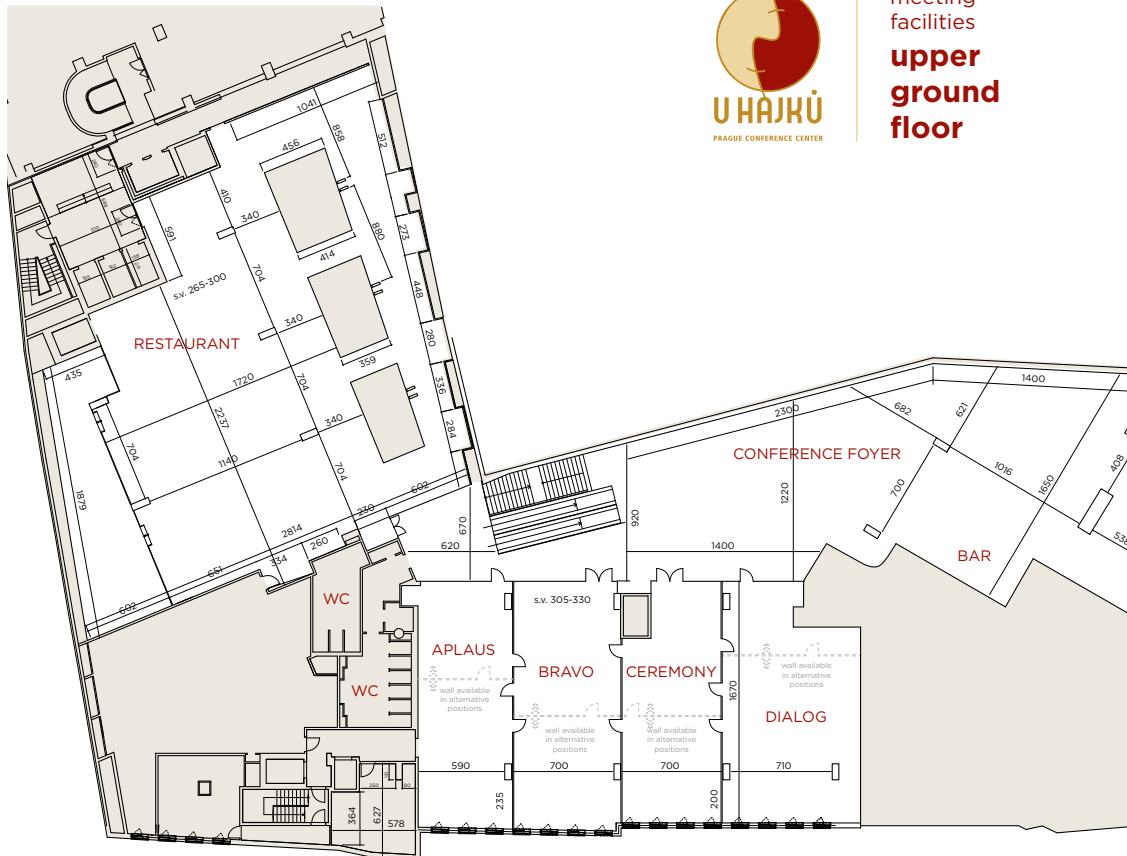 meeting
facilities
upper
ground
floor
U HÁJKŮ
PRAGUE CONFERENCE CENTER
1041
858
512
456
410
340
591
880
273
414
704
s.v. 265-300
448
RESTAURANT
340
280
435
359
336
1720
704
2237
340
284
704
1140
704
1879
602
230
2814
260
334
651
602
670
620
2300
1400
682
621
CONFERENCE FOYER
1220
1016
1650
408
700
920
538
1400
BAR
WC
WC
s.v. 305-330
APLAUS
BRAVO
CEREMONY
DIALOG
wall available
in alternative
positions
wall available
in alternative
positions
wall available
in alternative
positions
wall available
in alternative
positions
1670
590
700
700
710
235
200
364
627
578